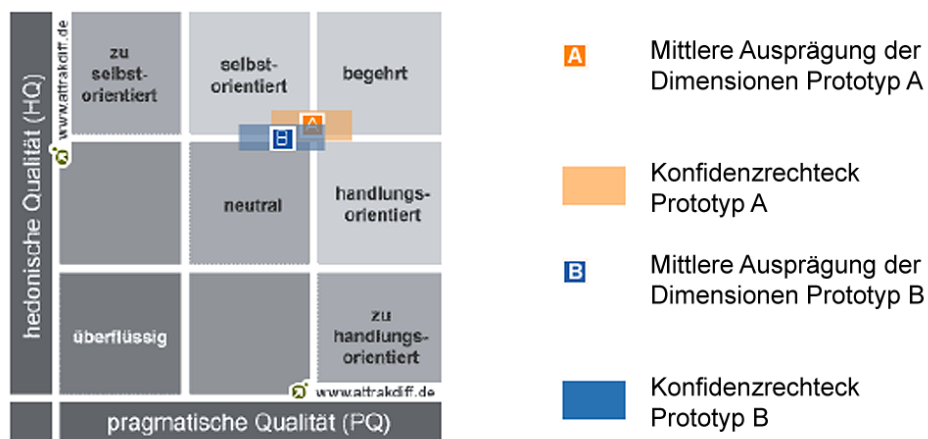 hedonische Qualität (HQ)
www.attrakdiff.de
zu
selbst-
orientiert
selbst-
orientiert
begehrt
A
B
neutral
handlungs-
orientiert
überflüssig
zu
handlungs-
orientiert
www.attrakdiff.de
pragmatische Qualität (PQ)
A
Mittlere Ausprägung der
Dimensionen Prototyp A
Konfidenzrechteck
Prototyp A
B
Mittlere Ausprägung der
Dimensionen Prototyp B
Konfidenzrechteck
Prototyp B